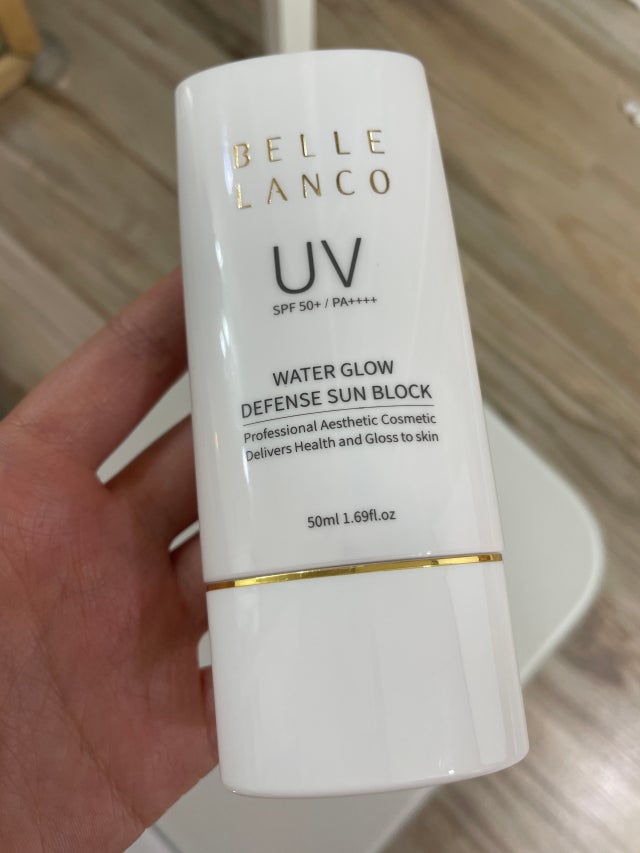 BELLE
LANCO
UV
SPF 50+ / PA++++
WATER GLOW
DEFENSE SUN BLOCK
Professional Aesthetic Cosmetic
Delivers Health and Gloss to skin
50ml 1.69fl.oz